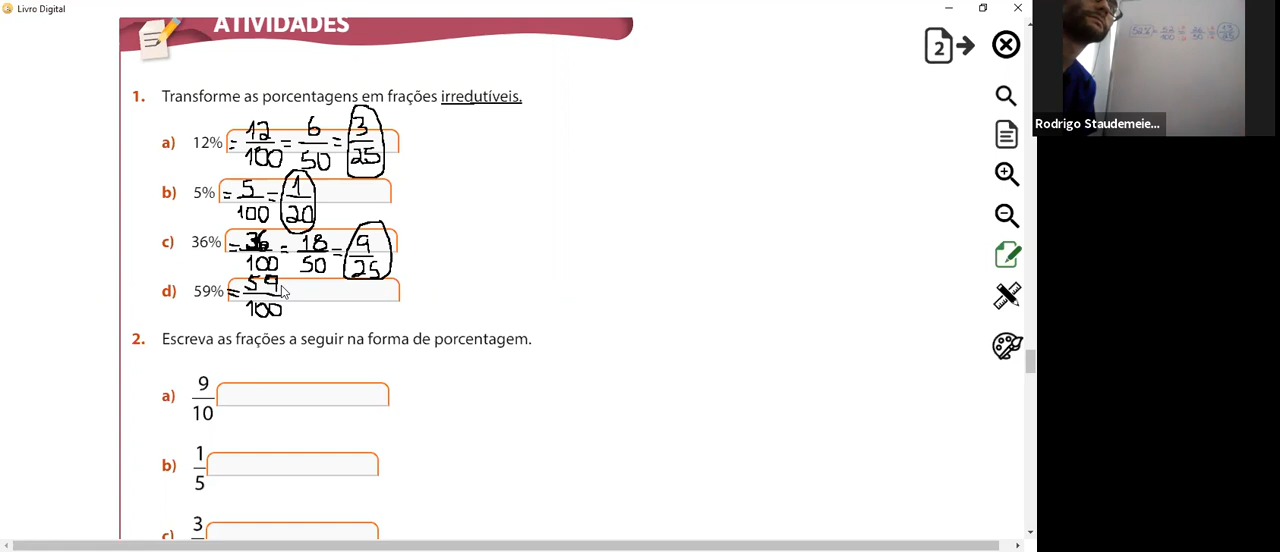 Livro Digital
ATIVIDADES
1. Transforme as porcentagens em frações irredutíveis.
a) 12% = 12/100 = 6/50 = 3/25
b) 5% = 5/100 = 1/20
c) 36% = 36/100 = 18/50 = 9/25
d) 59% = 59/100
2. Escreva as frações a seguir na forma de porcentagem.
a) 9/10
b) 1/5
c) 3
2
Rodrigo Staudemeie...